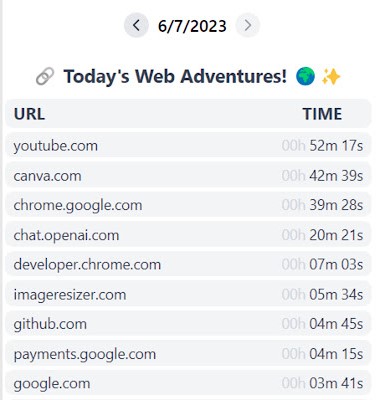 6/7/2023
🔗 Today's Web Adventures! 🌍 ✨
URL TIME
youtube.com 00h 52m 17s
canva.com 00h 42m 39s
chrome.google.com 00h 39m 28s
chat.openai.com 00h 20m 21s
developer.chrome.com 00h 07m 03s
imageresizer.com 00h 05m 34s
github.com 00h 04m 45s
payments.google.com 00h 04m 15s
google.com 00h 03m 41s